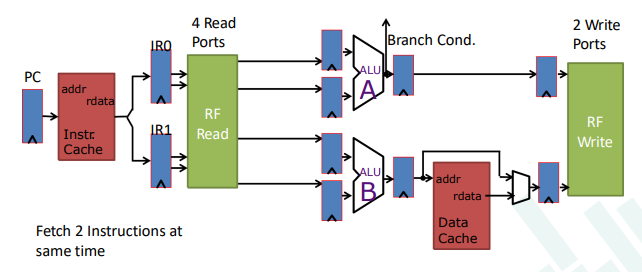 4 Read
Ports
2 Write
Ports
IR0
Branch Cond.
PC
addr
rdata
Instr.
Cache
ALU
A
RF
Read
RF
Write
IR1
ALU
B
addr
rdata
Data
Cache
Fetch 2 Instructions at
same time